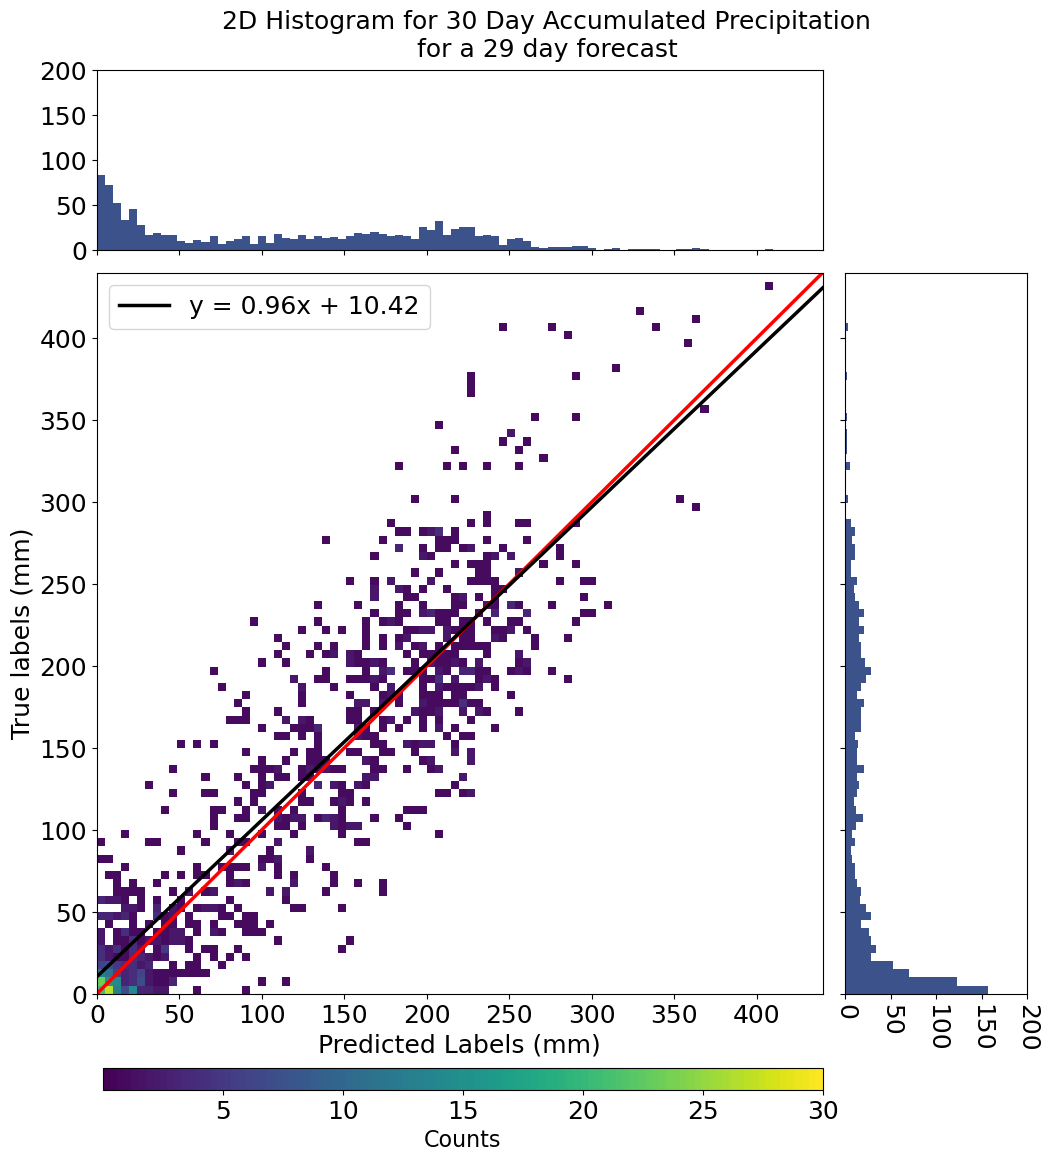 2D Histogram for 30 Day Accumulated Precipitation
for a 29 day forecast
200
150
100
50
0
y = 0.96x + 10.42
True labels (mm)
400
350
300
250
200
150
100
50
0
0 50 100 150 200 250 300 350 400
Predicted Labels (mm)
0 50 100 150 200
5 10 15 20 25 30
Counts